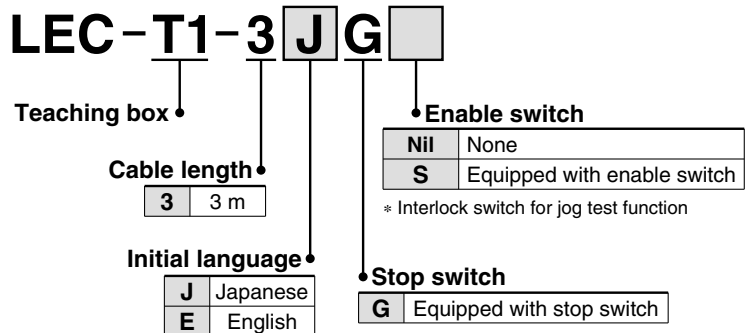 LEC-T1-3JG
Teaching box
Enable switch
Nil None
S Equipped with enable switch
* Interlock switch for jog test function
Cable length
3 3 m
Initial language
J Japanese
E English
Stop switch
G Equipped with stop switch